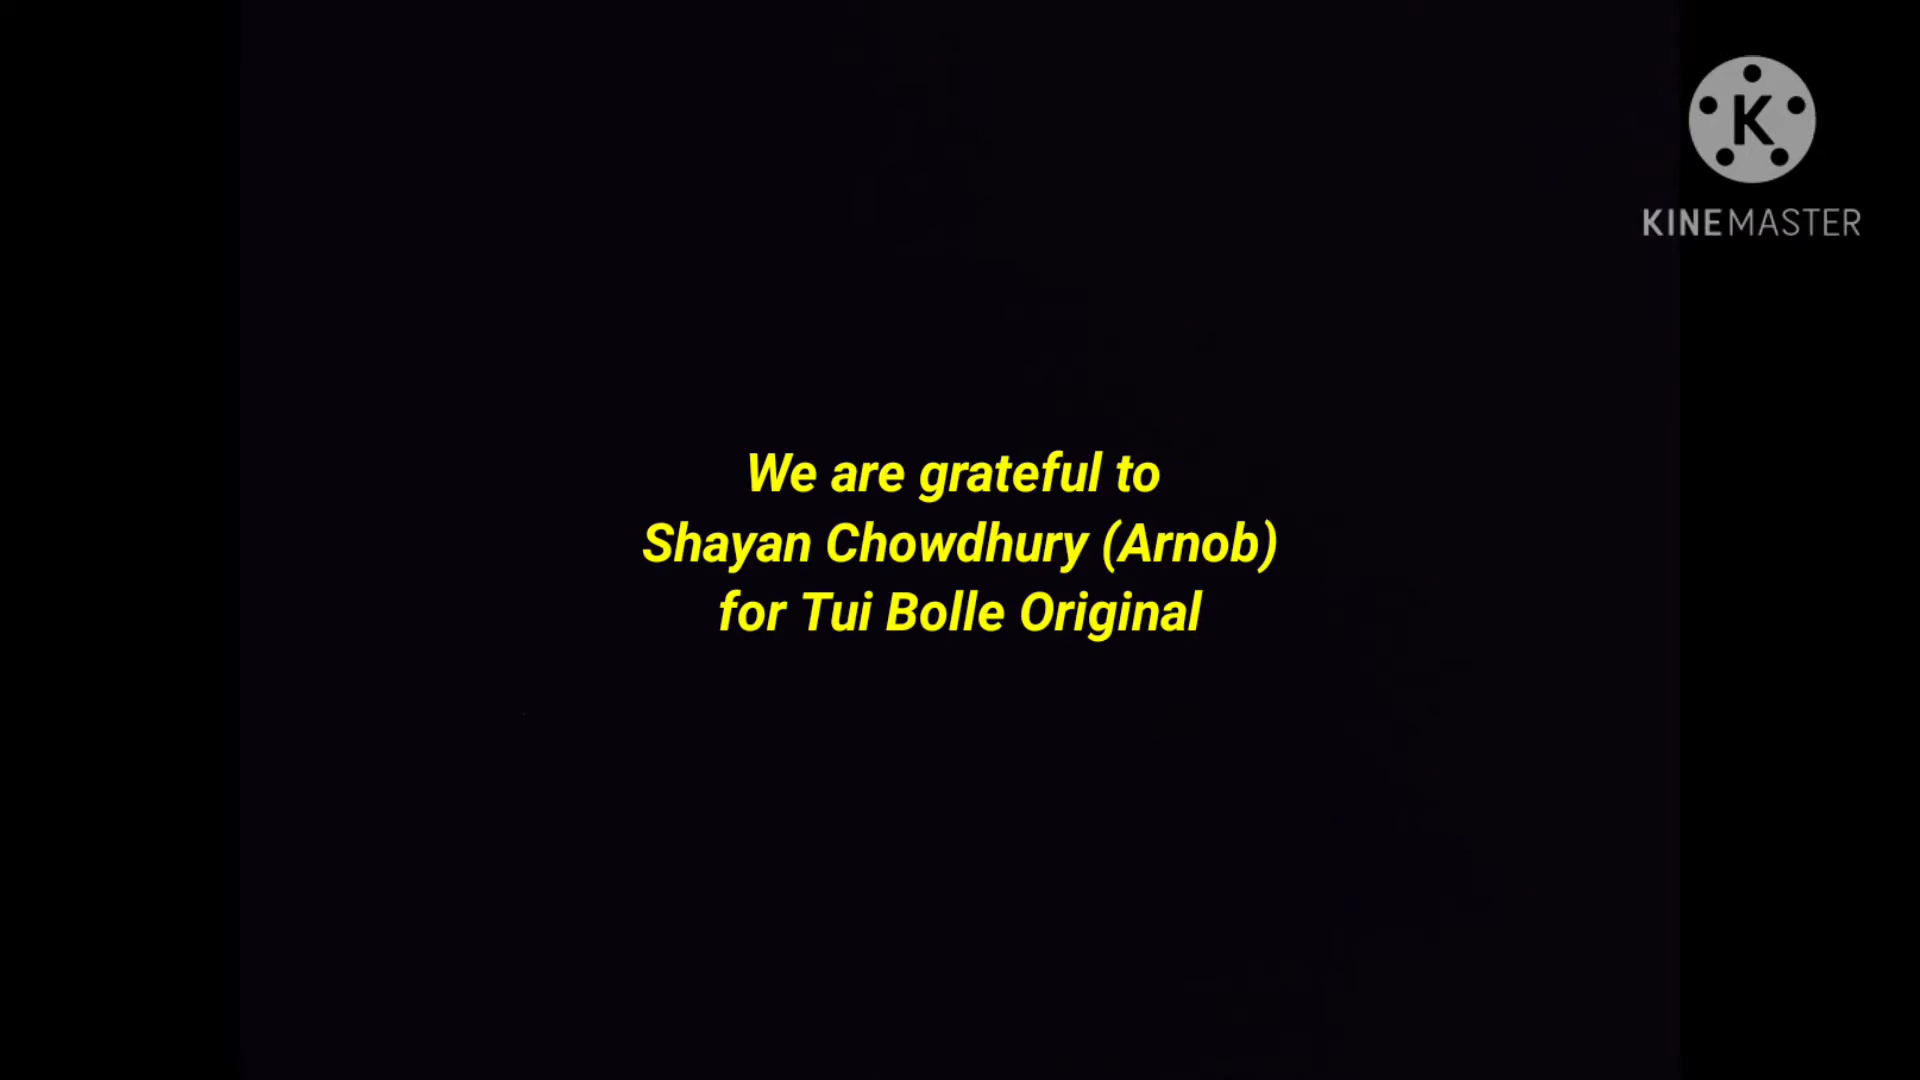 K
KINEMASTER
We are grateful to
Shayan Chowdhury (Arnob)
for Tui Bolle Original